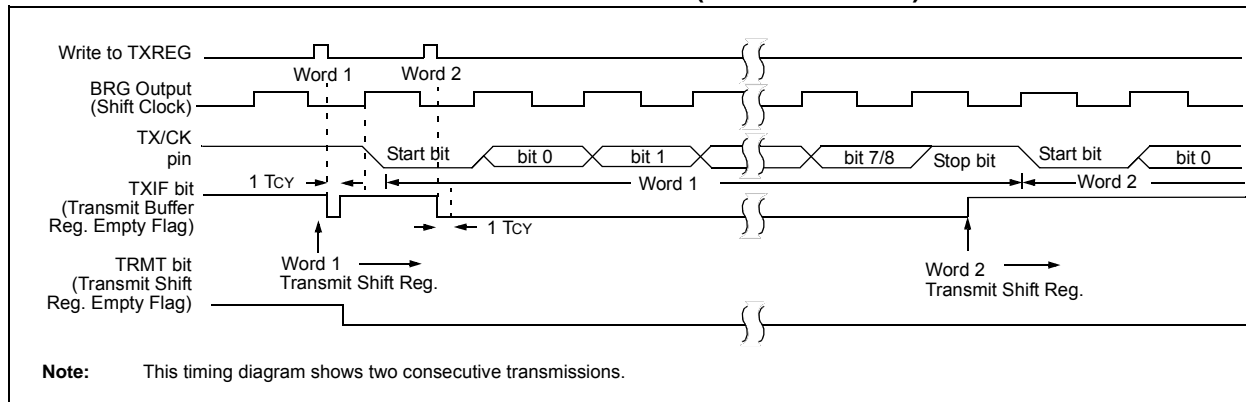 Write to TXREG
Word 1
Word 2
BRG Output
(Shift Clock)
TX/CK
pin
Start bit
bit 0
bit 1
bit 7/8
Stop bit
Start bit
bit 0
1 TCY
Word 1
Word 2
TXIF bit
(Transmit Buffer
Reg. Empty Flag)
1 TCY
Word 1
Transmit Shift Reg.
Word 2
Transmit Shift Reg.
TRMT bit
(Transmit Shift
Reg. Empty Flag)
Note: This timing diagram shows two consecutive transmissions.